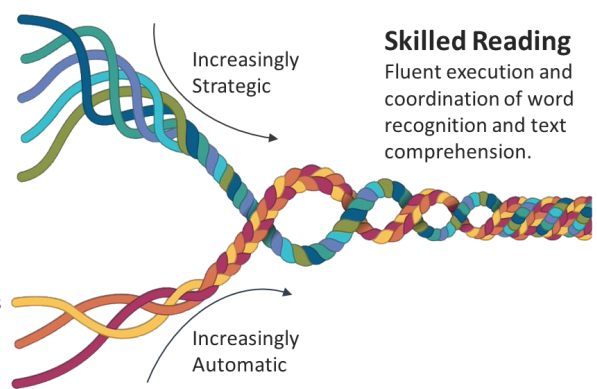 Increasingly
Strategic
Skilled Reading
Fluent execution and
coordination of word
recognition and text
comprehension.
Increasingly
Automatic